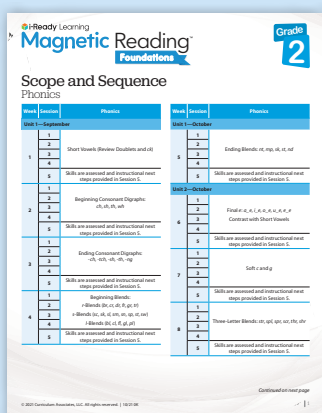 i-Ready Learning
Magnetic Reading™
Foundations
Grade
2
Scope and Sequence
Phonics
Week Session Phonics
Unit 1—September
1
1
2
3
4
Short Vowels (Review Doublets and ck)
5
Skills are assessed and instructional next
steps provided in Session 5.
2
1
2
3
4
Beginning Consonant Digraphs:
ch, sh, th, wh
5
Skills are assessed and instructional next
steps provided in Session 5.
3
1
2
3
4
Ending Consonant Digraphs:
-ch, -tch, -sh, -th, -ng
5
Skills are assessed and instructional next
steps provided in Session 5.
4
1
2
3
4
Beginning Blends:
r-Blends (br, cr, dr, fr, gr, tr)
s-Blends (sc, sk, sl, sm, sn, sp, st, sw)
l-Blends (bl, cl, fl, gl, pl)
5
Skills are assessed and instructional next
steps provided in Session 5.
Week Session Phonics
Unit 1—October
5
1
2
3
4
Ending Blends: nt, mp, sk, st, nd
5
Skills are assessed and instructional next
steps provided in Session 5.
Unit 2—October
6
1
2
3
4
Final e: a_e, i_e, o_e, u_e, e_e
Contrast with Short Vowels
5
Skills are assessed and instructional next
steps provided in Session 5.
7
1
2
3
4
Soft c and g
5
Skills are assessed and instructional next
steps provided in Session 5.
8
1
2
3
4
Three-Letter Blends: str, spl, spr, scr, thr, shr
5
Skills are assessed and instructional next
steps provided in Session 5.
Continued on next page
© 2021 Curriculum Associates, LLC. All rights reserved. | 10/21.0K